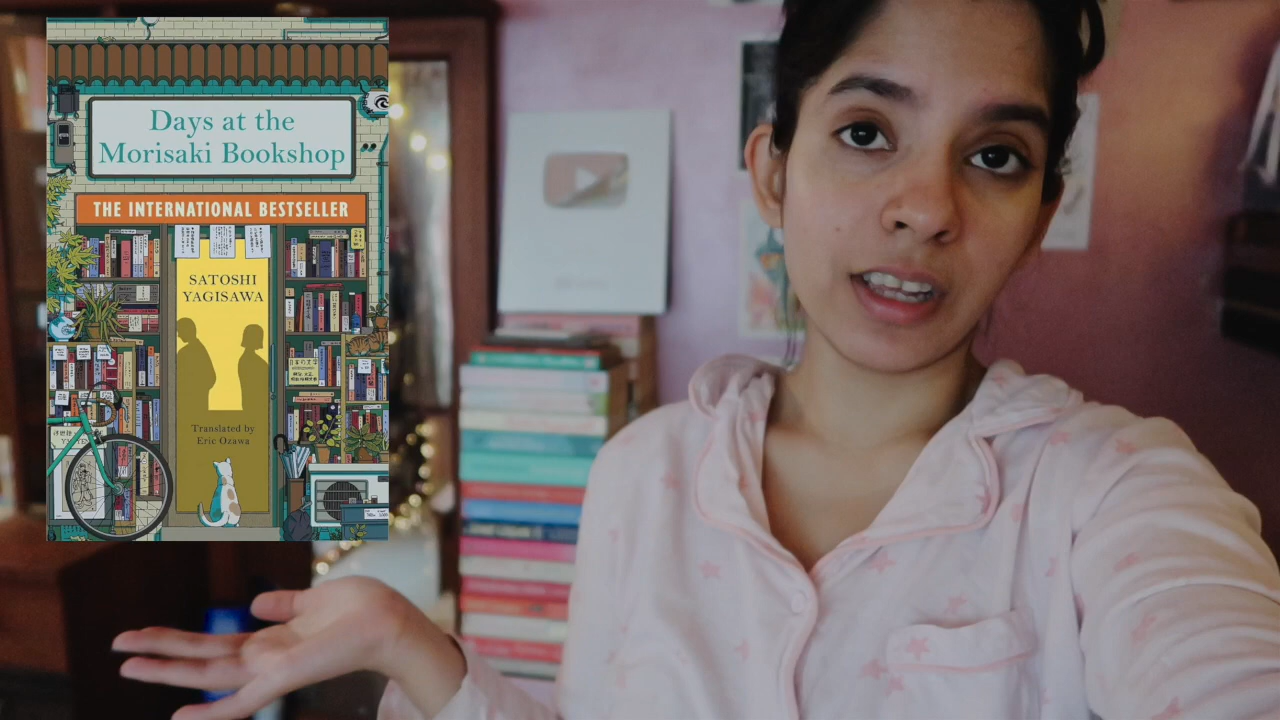 Days at the
Morisaki Bookshop
THE INTERNATIONAL BESTSELLER
SATOSHI
YAGISAWA
Translated by
Eric Ozawa